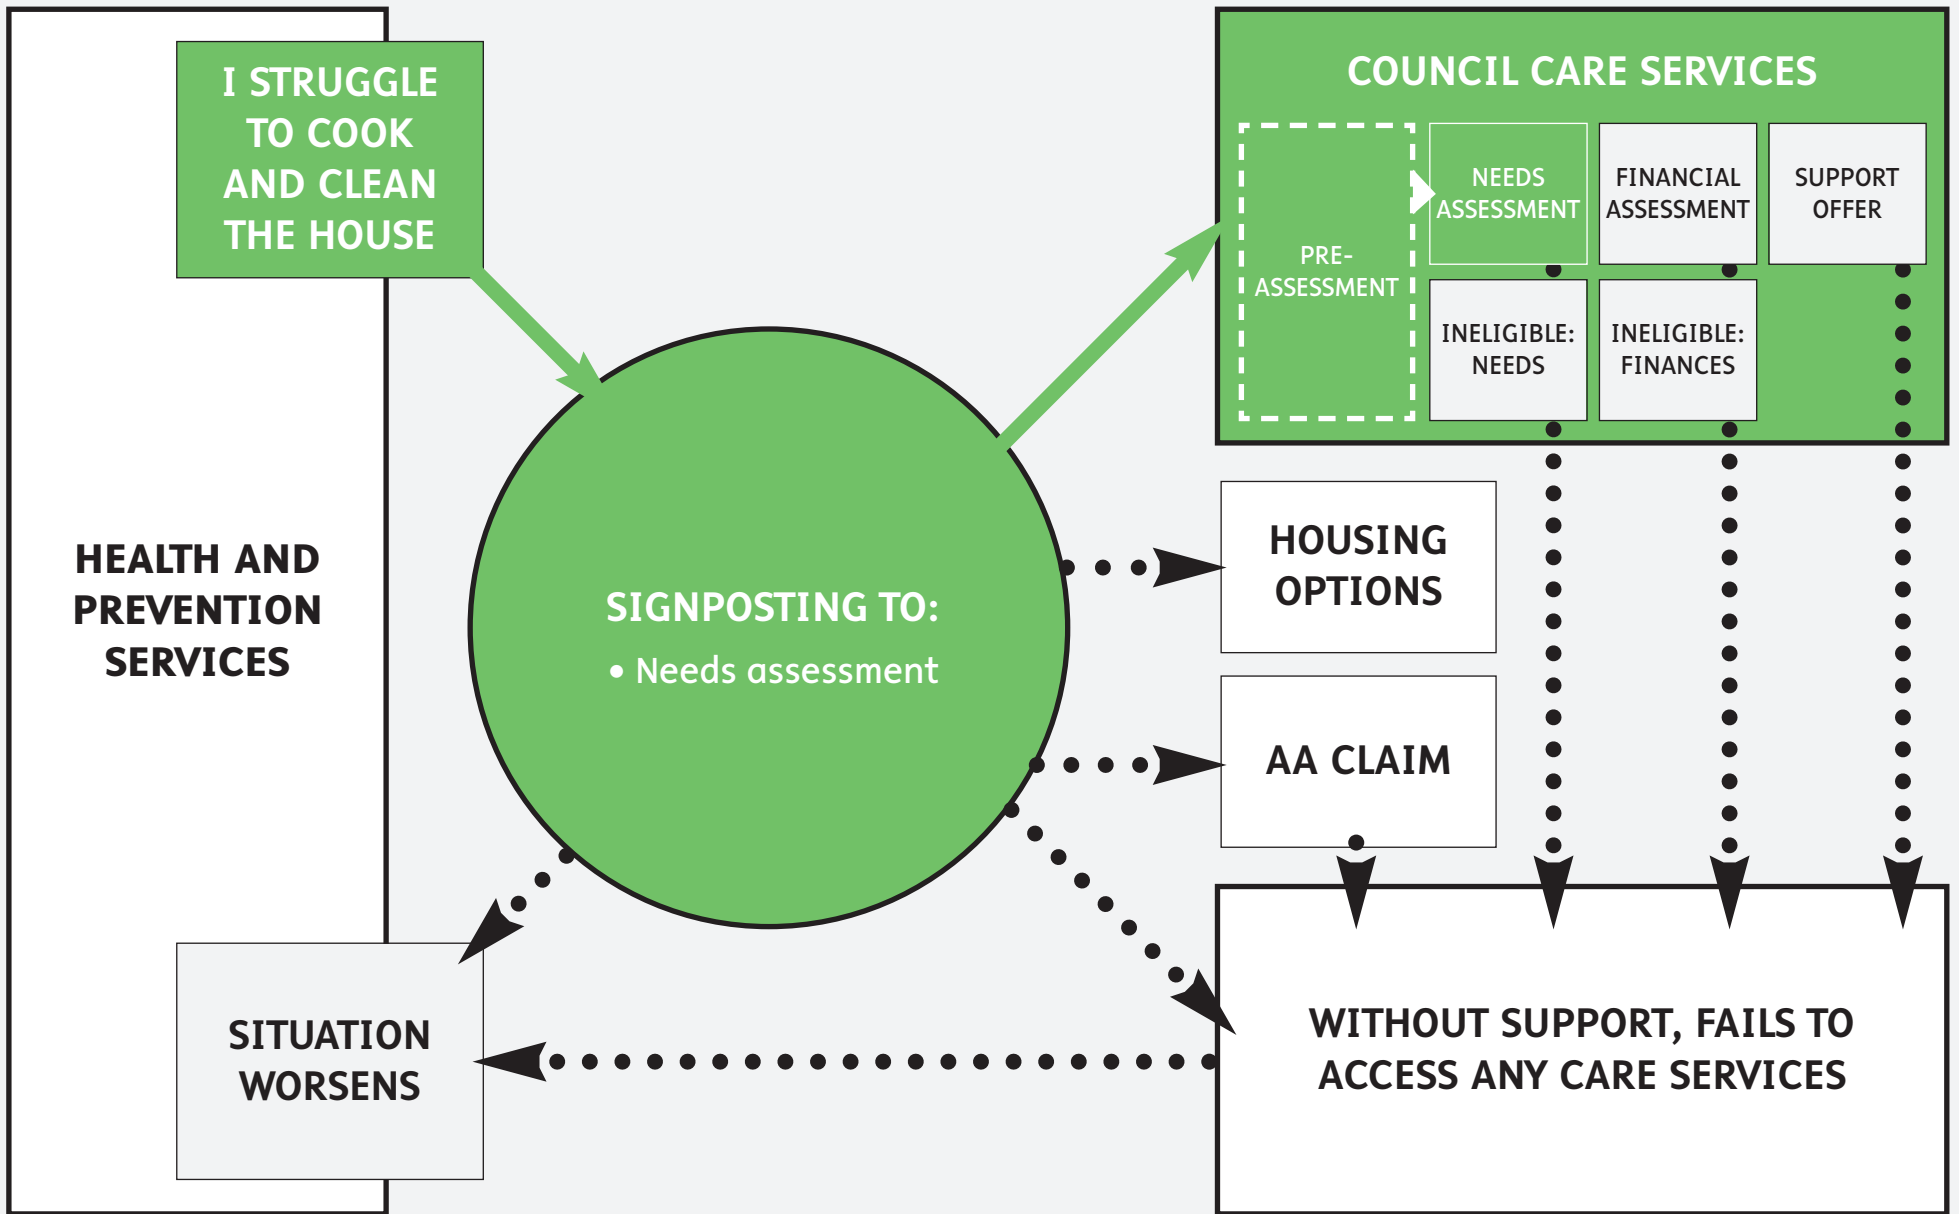 I STRUGGLE
TO COOK
AND CLEAN
THE HOUSE
HEALTH AND
PREVENTION
SERVICES
SITUATION
WORSENS
SIGNPOSTING TO:
• Needs assessment
COUNCIL CARE SERVICES
PRE-
ASSESSMENT
NEEDS
ASSESSMENT
FINANCIAL
ASSESSMENT
SUPPORT
OFFER
INELIGIBLE:
NEEDS
INELIGIBLE:
FINANCES
HOUSING
OPTIONS
AA CLAIM
WITHOUT SUPPORT, FAILS TO
ACCESS ANY CARE SERVICES